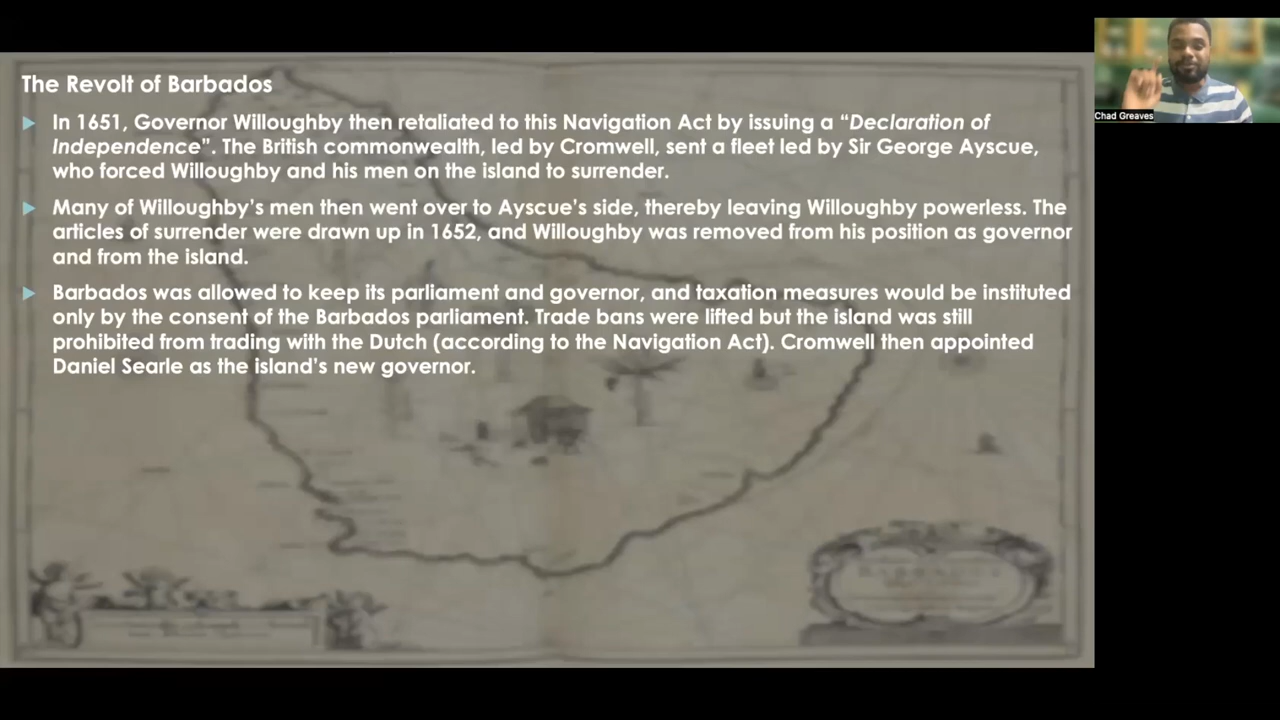 The Revolt of Barbados
In 1651, Governor Willoughby then retaliated to this Navigation Act by issuing a “Declaration of
Independence”. The British commonwealth, led by Cromwell, sent a fleet led by Sir George Ayscue,
who forced Willoughby and his men on the island to surrender.
Many of Willoughby’s men then went over to Ayscue’s side, thereby leaving Willoughby powerless. The
articles of surrender were drawn up in 1652, and Willoughby was removed from his position as governor
and from the island.
Barbados was allowed to keep its parliament and governor, and taxation measures would be instituted
only by the consent of the Barbados parliament. Trade bans were lifted but the island was still
prohibited from trading with the Dutch (according to the Navigation Act). Cromwell then appointed
Daniel Searle as the island’s new governor.
Chad Greaves